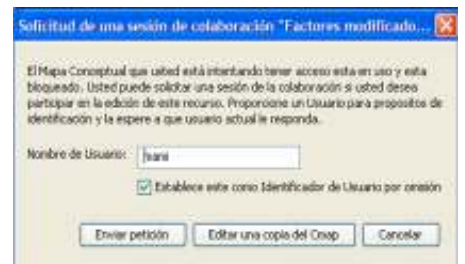 Solicitud de una sesión de colaboración "Factores modificado...
El Mapa Conceptual que usted está intentando tener acceso esta en uso y esta
bloqueado. Usted puede solicitar una sesión de la colaboración si usted desea
participar en la edición de este recurso. Proporcione un Usuario para propositos de
identificación y la espere a que usuario actual le responda.
Nombre de Usuario:
Establece este como Identificador de Usuario por omisión
Enviar petición
Editar una copia del Cmap
Cancelar